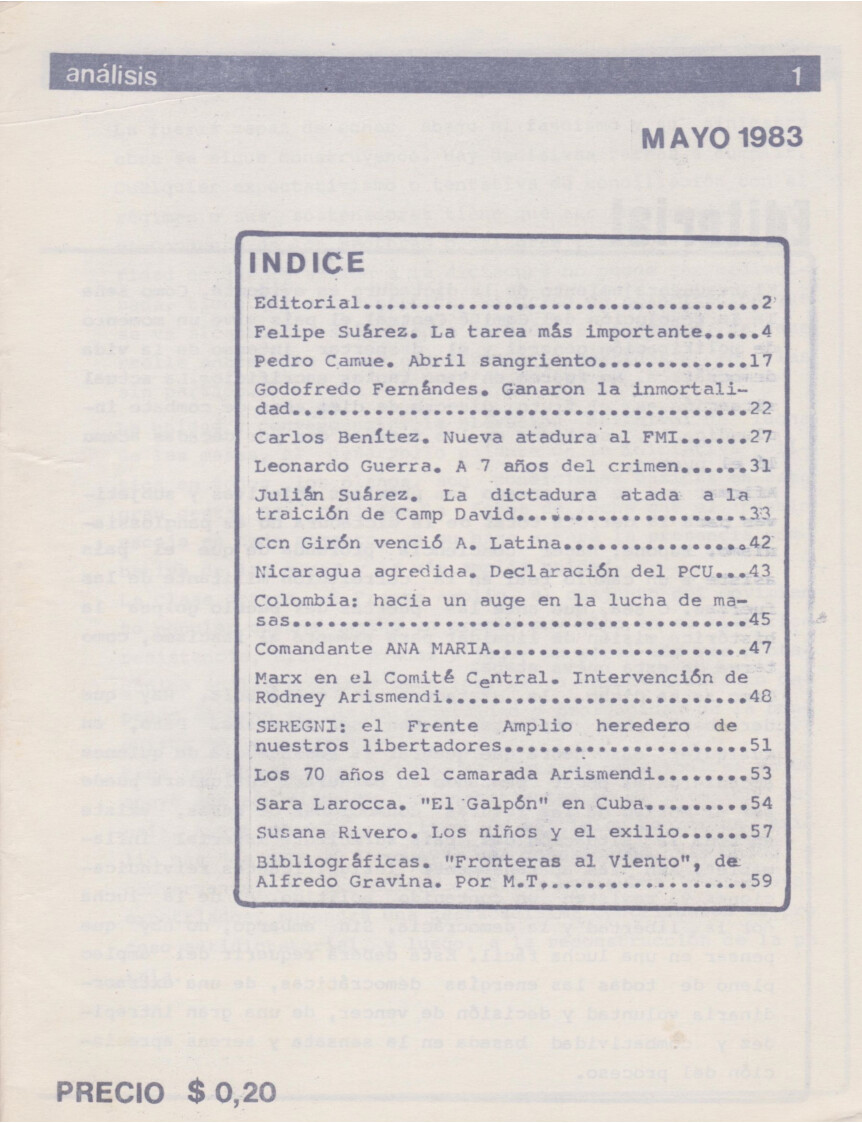 análisis 1
MAYO 1983
INDICE
Editorial.................................2
Felipe Suárez. La tarea más importante....4
Pedro Camue. Abril sangriento............17
Godofredo Fernándes. Ganaron la inmortali-
dad......................................22
Carlos Benítez. Nueva atadura al FMI.....27
Leonardo Guerra. A 7 años del crimen.....31
Julián Suárez. La dictadura atada a la
traición de Camp David...................33
Con Girón venció A. Latina...............42
Nicaragua agredida. Declaración del PCU..43
Colombia: hacia un auge en la lucha de ma-
sas......................................45
Comandante ANA MARIA.....................47
Marx en el Comité Central. Intervención de
Rodney Arismendi.........................48
SEREGNI: el Frente Amplio heredero de
nuestros libertadores....................51
Los 70 años del camarada Arismendi.......53
Sara Larocca. "El Galpón" en Cuba........54
Susana Rivero. Los niños y el exilio.....57
Bibliográficas. "Fronteras al Viento", de
Alfredo Gravina. Por M.T.................59
PRECIO $ 0,20